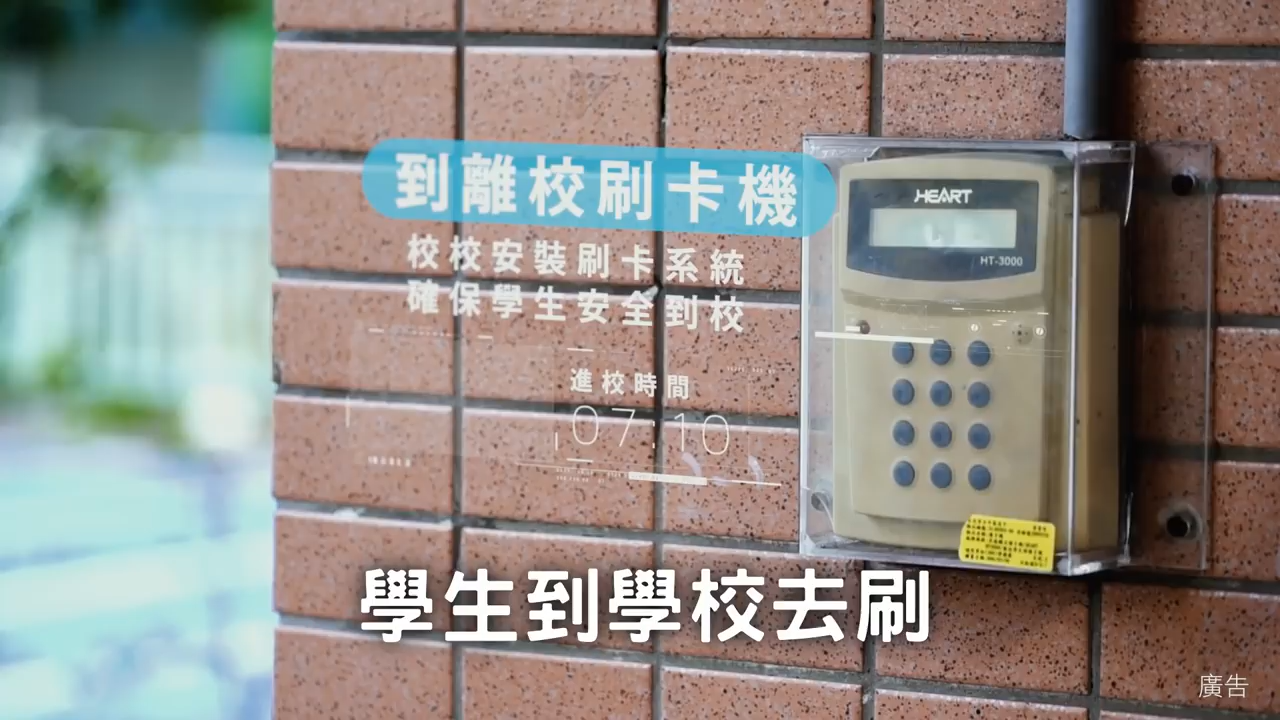 到離校刷卡機
校校安裝刷卡系統
確保學生安全到校
進校時間
07:10
HEART
HT-3000
學生到學校去刷
廣告